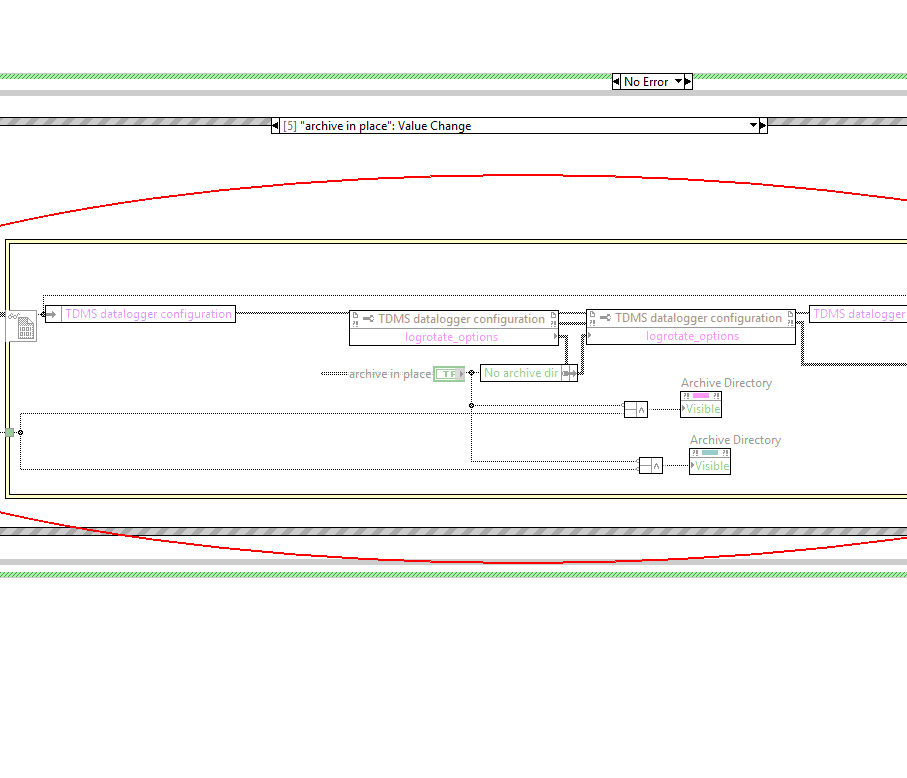 No Error
[5] "archive in place": Value Change
TDMS datalogger configuration
TDMS datalogger configuration
logrotate_options
TDMS datalogger configuration
logrotate_options
TDMS datalogger
archive in place
TF
No archive dir
Archive Directory
Visible
Archive Directory
Visible